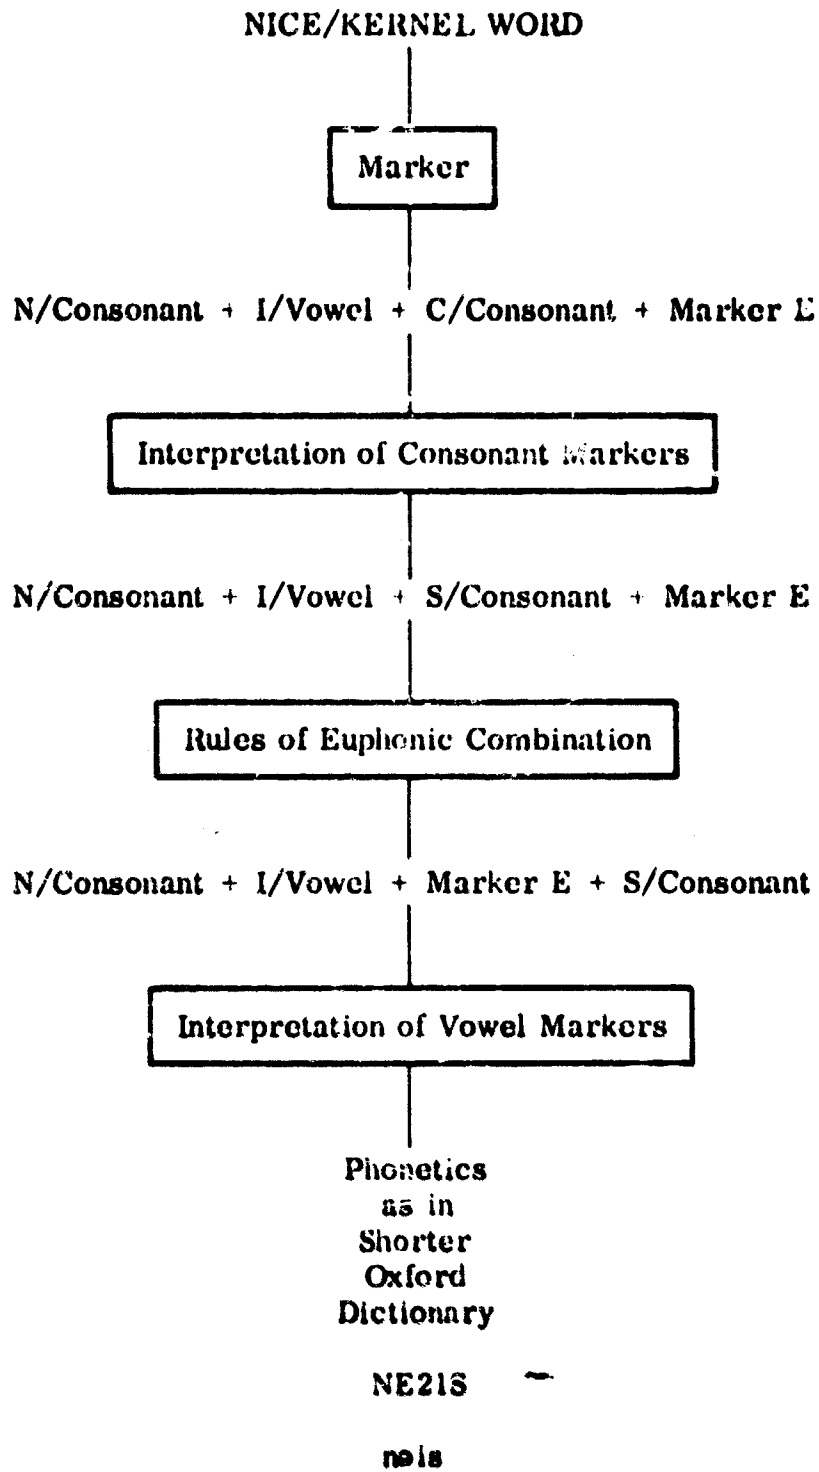 NICE/KERNEL WORD
Marker
N/Consonant + I/Vowel + C/Consonant + Marker E
Interpretation of Consonant Markers
N/Consonant + I/Vowel + S/Consonant + Marker E
Rules of Euphonic Combination
N/Consonant + I/Vowel + Marker E + S/Consonant
Interpretation of Vowel Markers
Phonetics
as in
Shorter
Oxford
Dictionary
NE21S
nəis